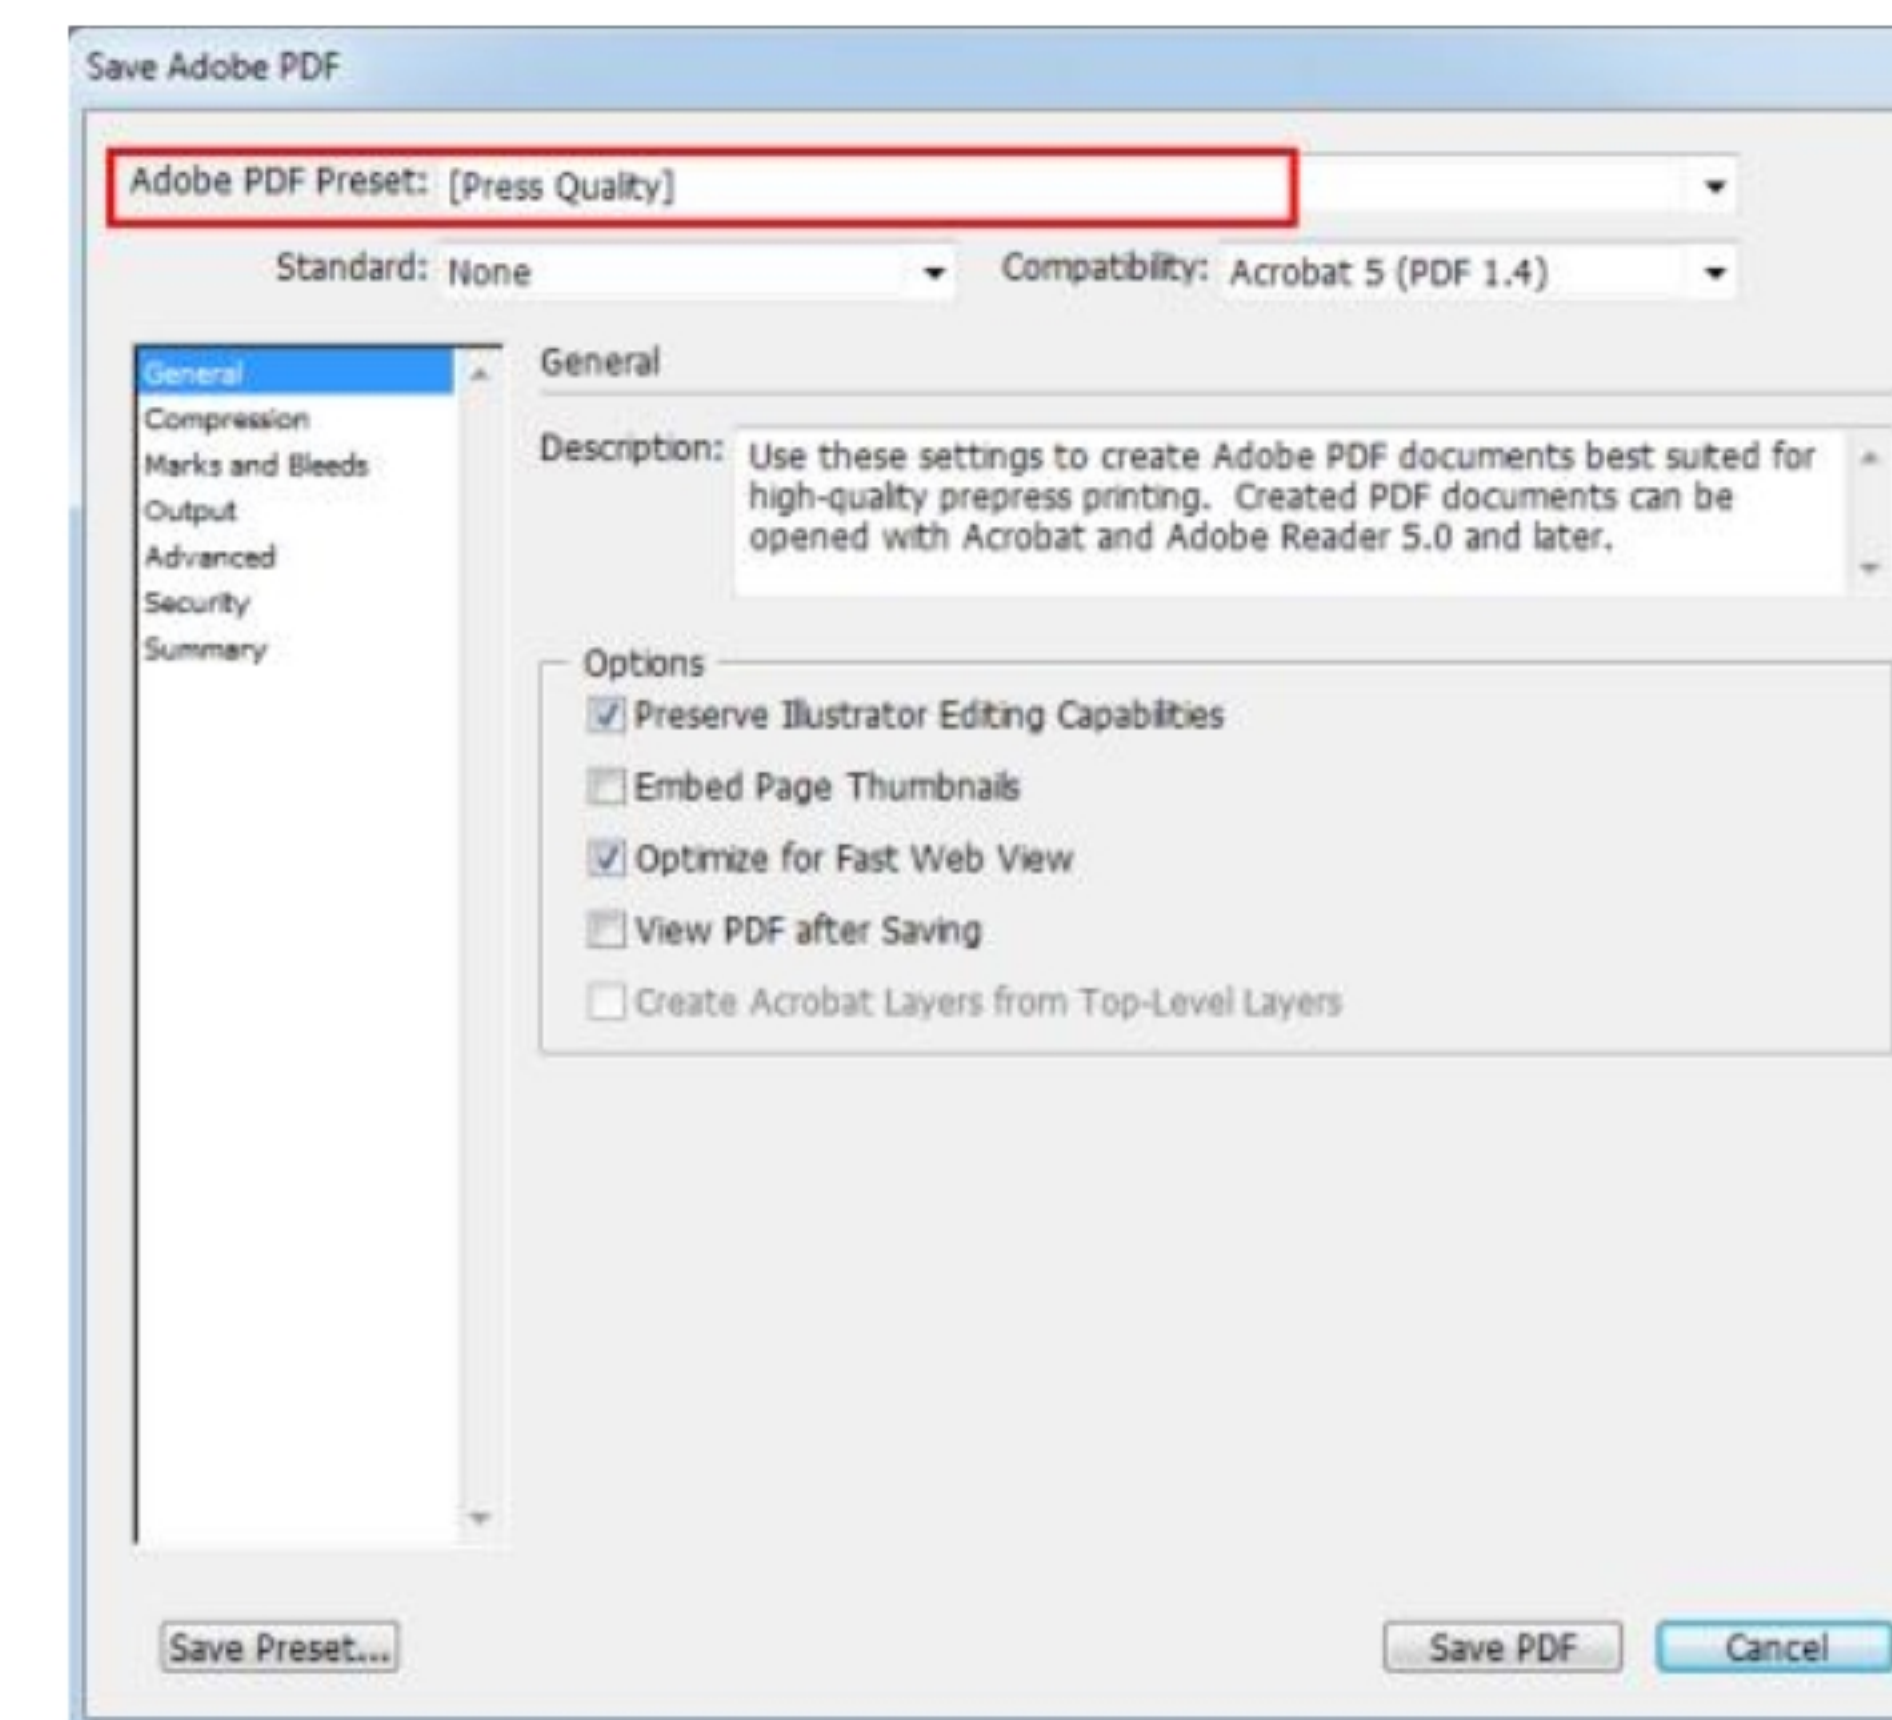 Save Adobe PDF
Adobe PDF Preset: [Press Quality]
Standard: None Compatibility: Acrobat 5 (PDF 1.4)
General
Compression
Marks and Bleeds
Output
Advanced
Security
Summary
General
Description: Use these settings to create Adobe PDF documents best suited for
high-quality prepress printing. Created PDF documents can be
opened with Acrobat and Adobe Reader 5.0 and later.
Options
Preserve Illustrator Editing Capabilities
Embed Page Thumbnails
Optimize for Fast Web View
View PDF after Saving
Create Acrobat Layers from Top-Level Layers
Save Preset... Save PDF Cancel